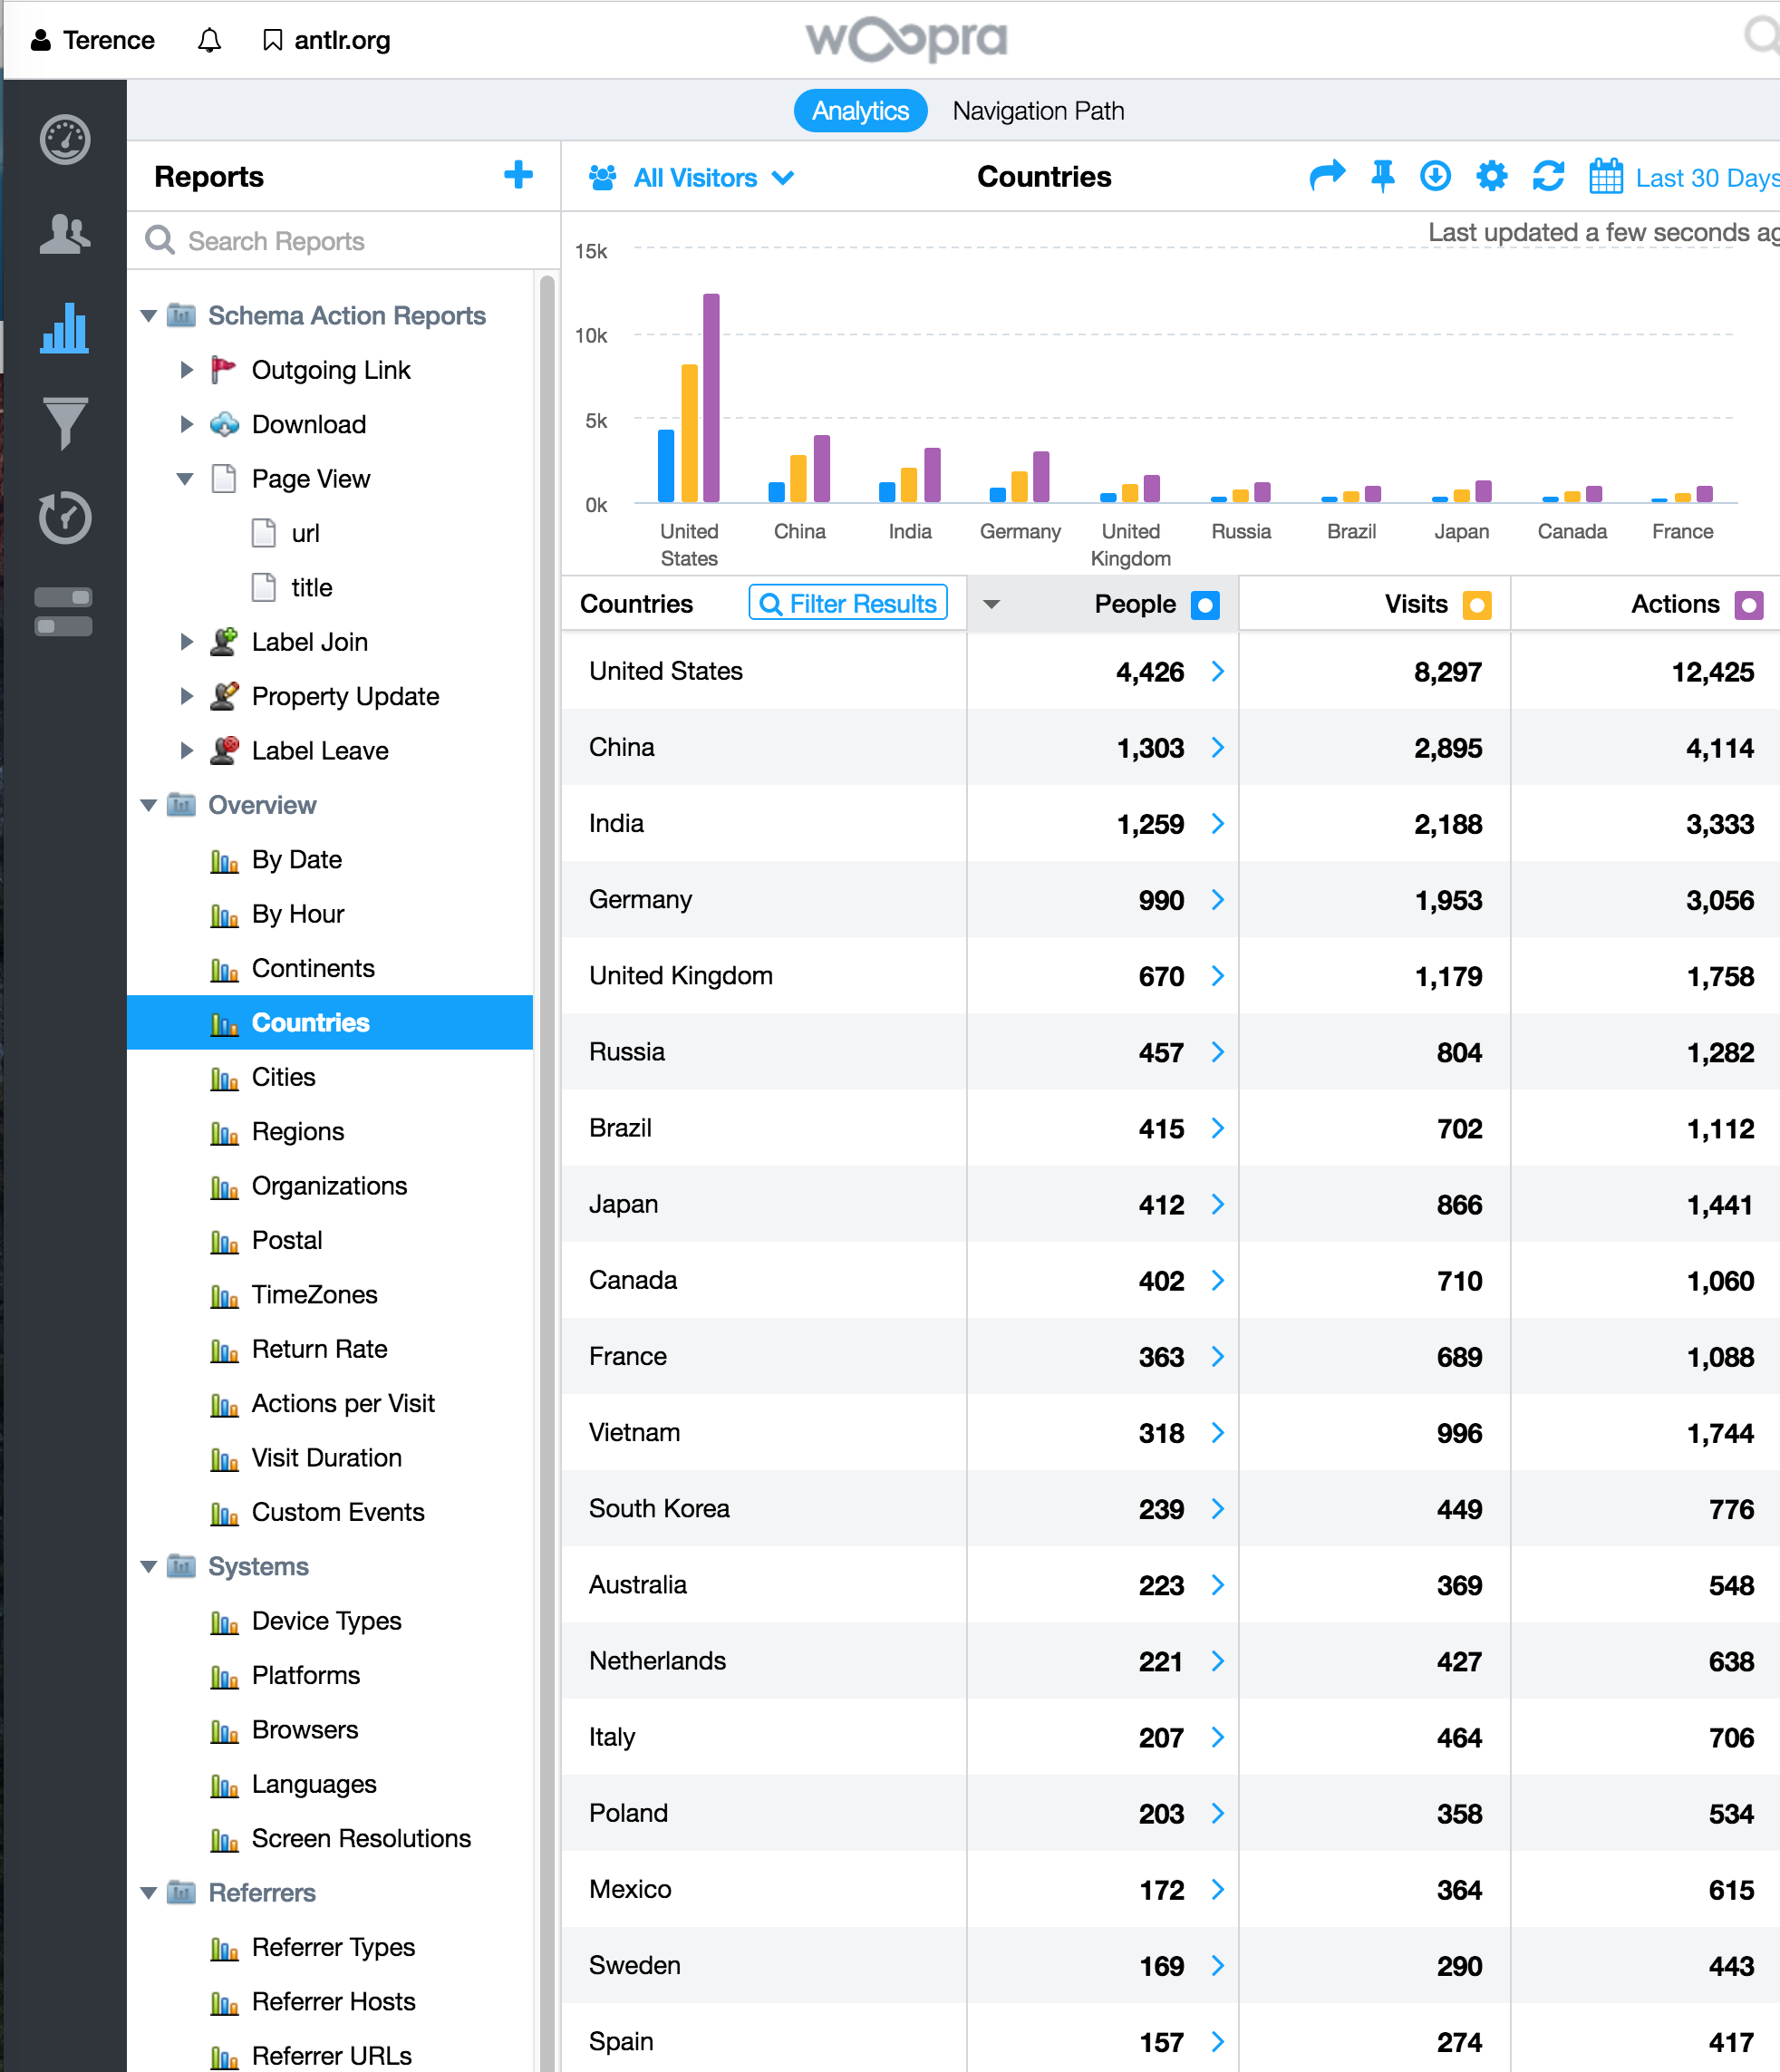 Terence antlr.org woopra
Analytics Navigation Path
Reports
Search Reports
Schema Action Reports
Outgoing Link
Download
Page View
url
title
Label Join
Property Update
Label Leave
Overview
By Date
By Hour
Continents
Countries
Cities
Regions
Organizations
Postal
TimeZones
Return Rate
Actions per Visit
Visit Duration
Custom Events
Systems
Device Types
Platforms
Browsers
Languages
Screen Resolutions
Referrers
Referrer Types
Referrer Hosts
Referrer URLs
All Visitors Countries Last 30 Days
Last updated a few seconds ag
15k
10k
5k
0k
United States China India Germany United Kingdom Russia Brazil Japan Canada France
Countries Filter Results People Visits Actions
United States 4,426 8,297 12,425
China 1,303 2,895 4,114
India 1,259 2,188 3,333
Germany 990 1,953 3,056
United Kingdom 670 1,179 1,758
Russia 457 804 1,282
Brazil 415 702 1,112
Japan 412 866 1,441
Canada 402 710 1,060
France 363 689 1,088
Vietnam 318 996 1,744
South Korea 239 449 776
Australia 223 369 548
Netherlands 221 427 638
Italy 207 464 706
Poland 203 358 534
Mexico 172 364 615
Sweden 169 290 443
Spain 157 274 417